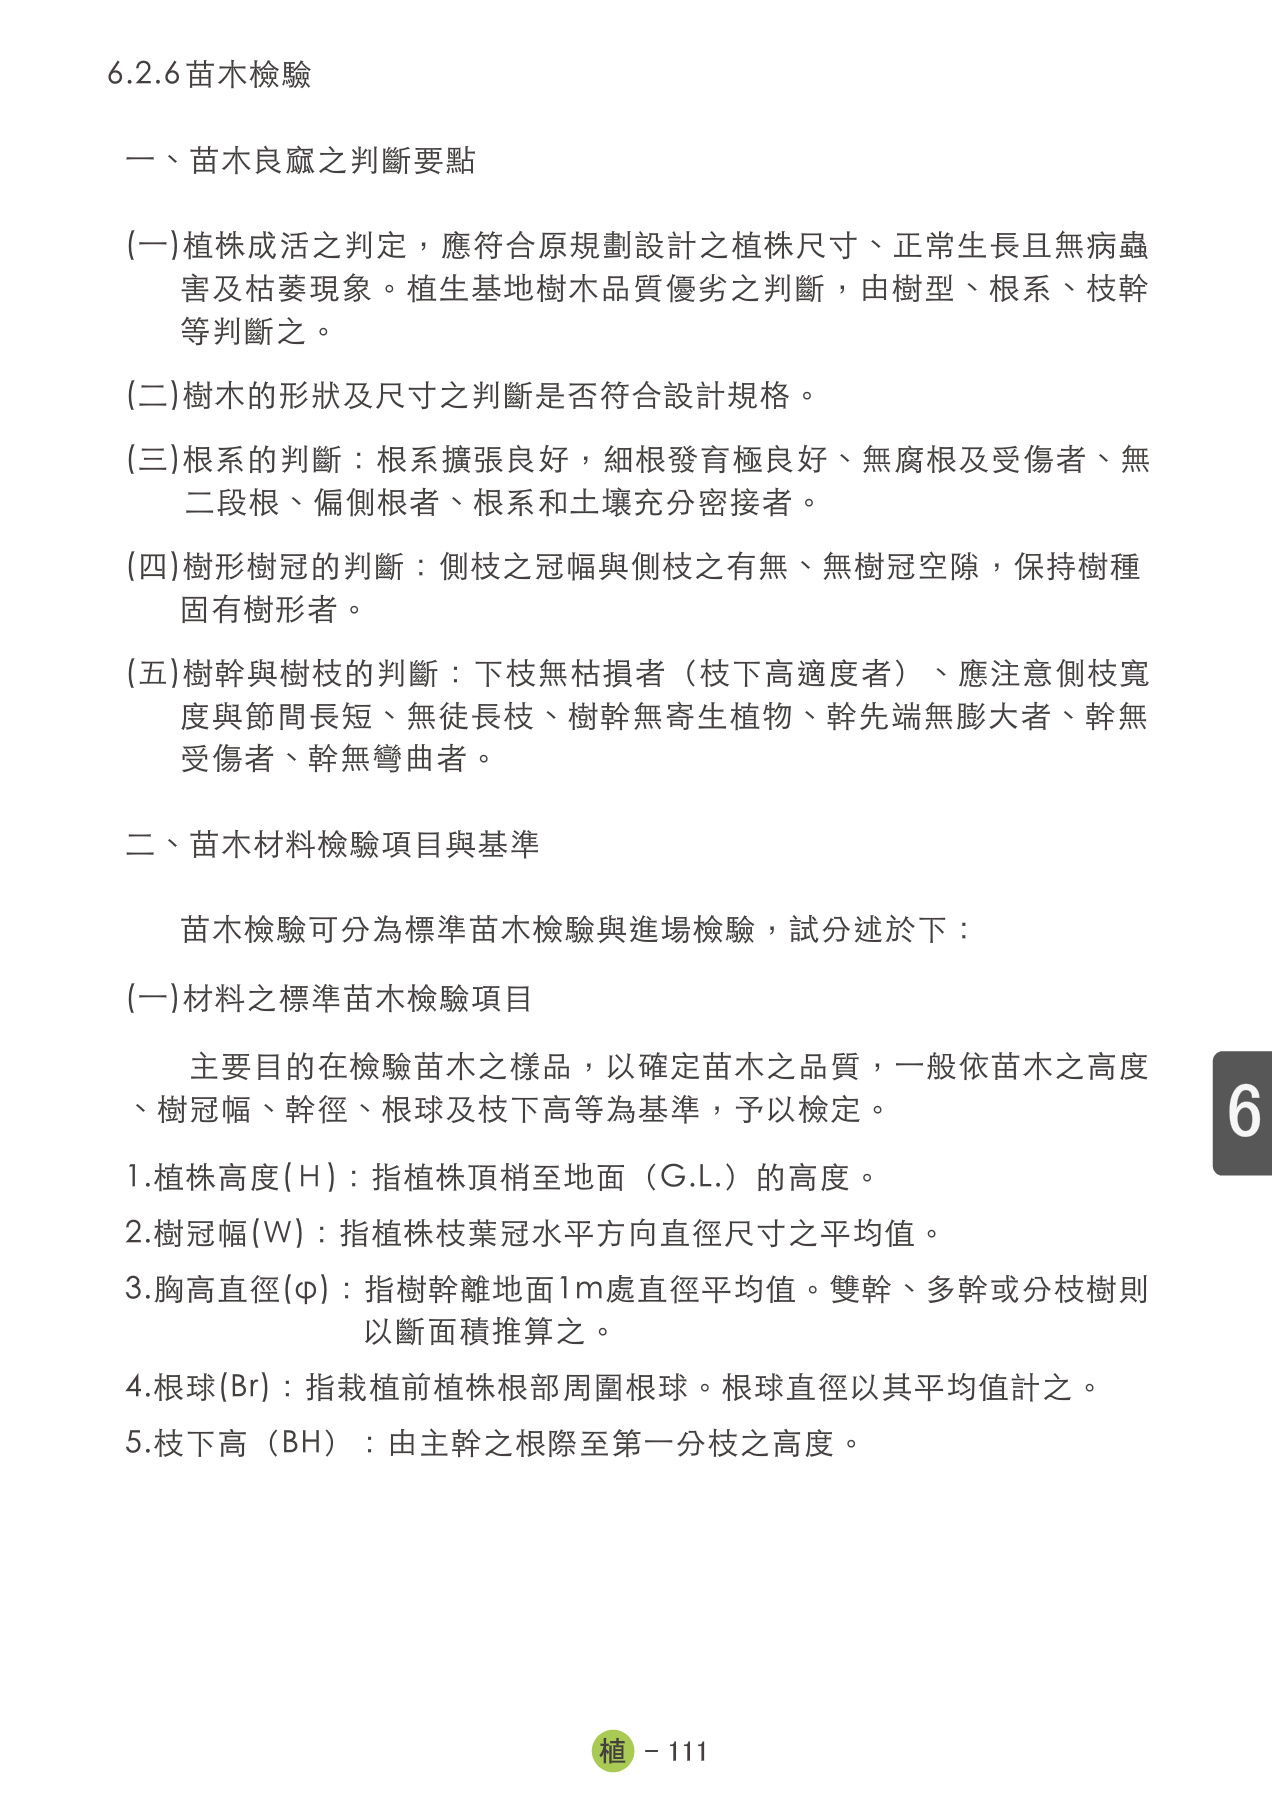 6.2.6苗木檢驗
一、苗木良窳之判斷要點
(一)植株成活之判定，應符合原規劃設計之植株尺寸、正常生長且無病蟲
害及枯萎現象。植生基地樹木品質優劣之判斷，由樹型、根系、枝幹
等判斷之。
(二)樹木的形狀及尺寸之判斷是否符合設計規格。
(三)根系的判斷：根系擴張良好，細根發育極良好、無腐根及受傷者、無
二段根、偏側根者、根系和土壤充分密接者。
(四)樹形樹冠的判斷：側枝之冠幅與側枝之有無、無樹冠空隙，保持樹種
固有樹形者。
(五)樹幹與樹枝的判斷：下枝無枯損者（枝下高適度者）、應注意側枝寬
度與節間長短、無徒長枝、樹幹無寄生植物、幹先端無膨大者、幹無
受傷者、幹無彎曲者。
二、苗木材料檢驗項目與基準
苗木檢驗可分為標準苗木檢驗與進場檢驗，試分述於下：
(一)材料之標準苗木檢驗項目
主要目的在檢驗苗木之樣品，以確定苗木之品質，一般依苗木之高度
、樹冠幅、幹徑、根球及枝下高等為基準，予以檢定。
1.植株高度(H)：指植株頂梢至地面（G.L.）的高度。
2.樹冠幅(W)：指植株枝葉冠水平方向直徑尺寸之平均值。
3.胸高直徑(φ)：指樹幹離地面1m處直徑平均值。雙幹、多幹或分枝樹則
以斷面積推算之。
4.根球(Br)：指栽植前植株根部周圍根球。根球直徑以其平均值計之。
5.枝下高（BH）：由主幹之根際至第一分枝之高度。
6
植 – 111